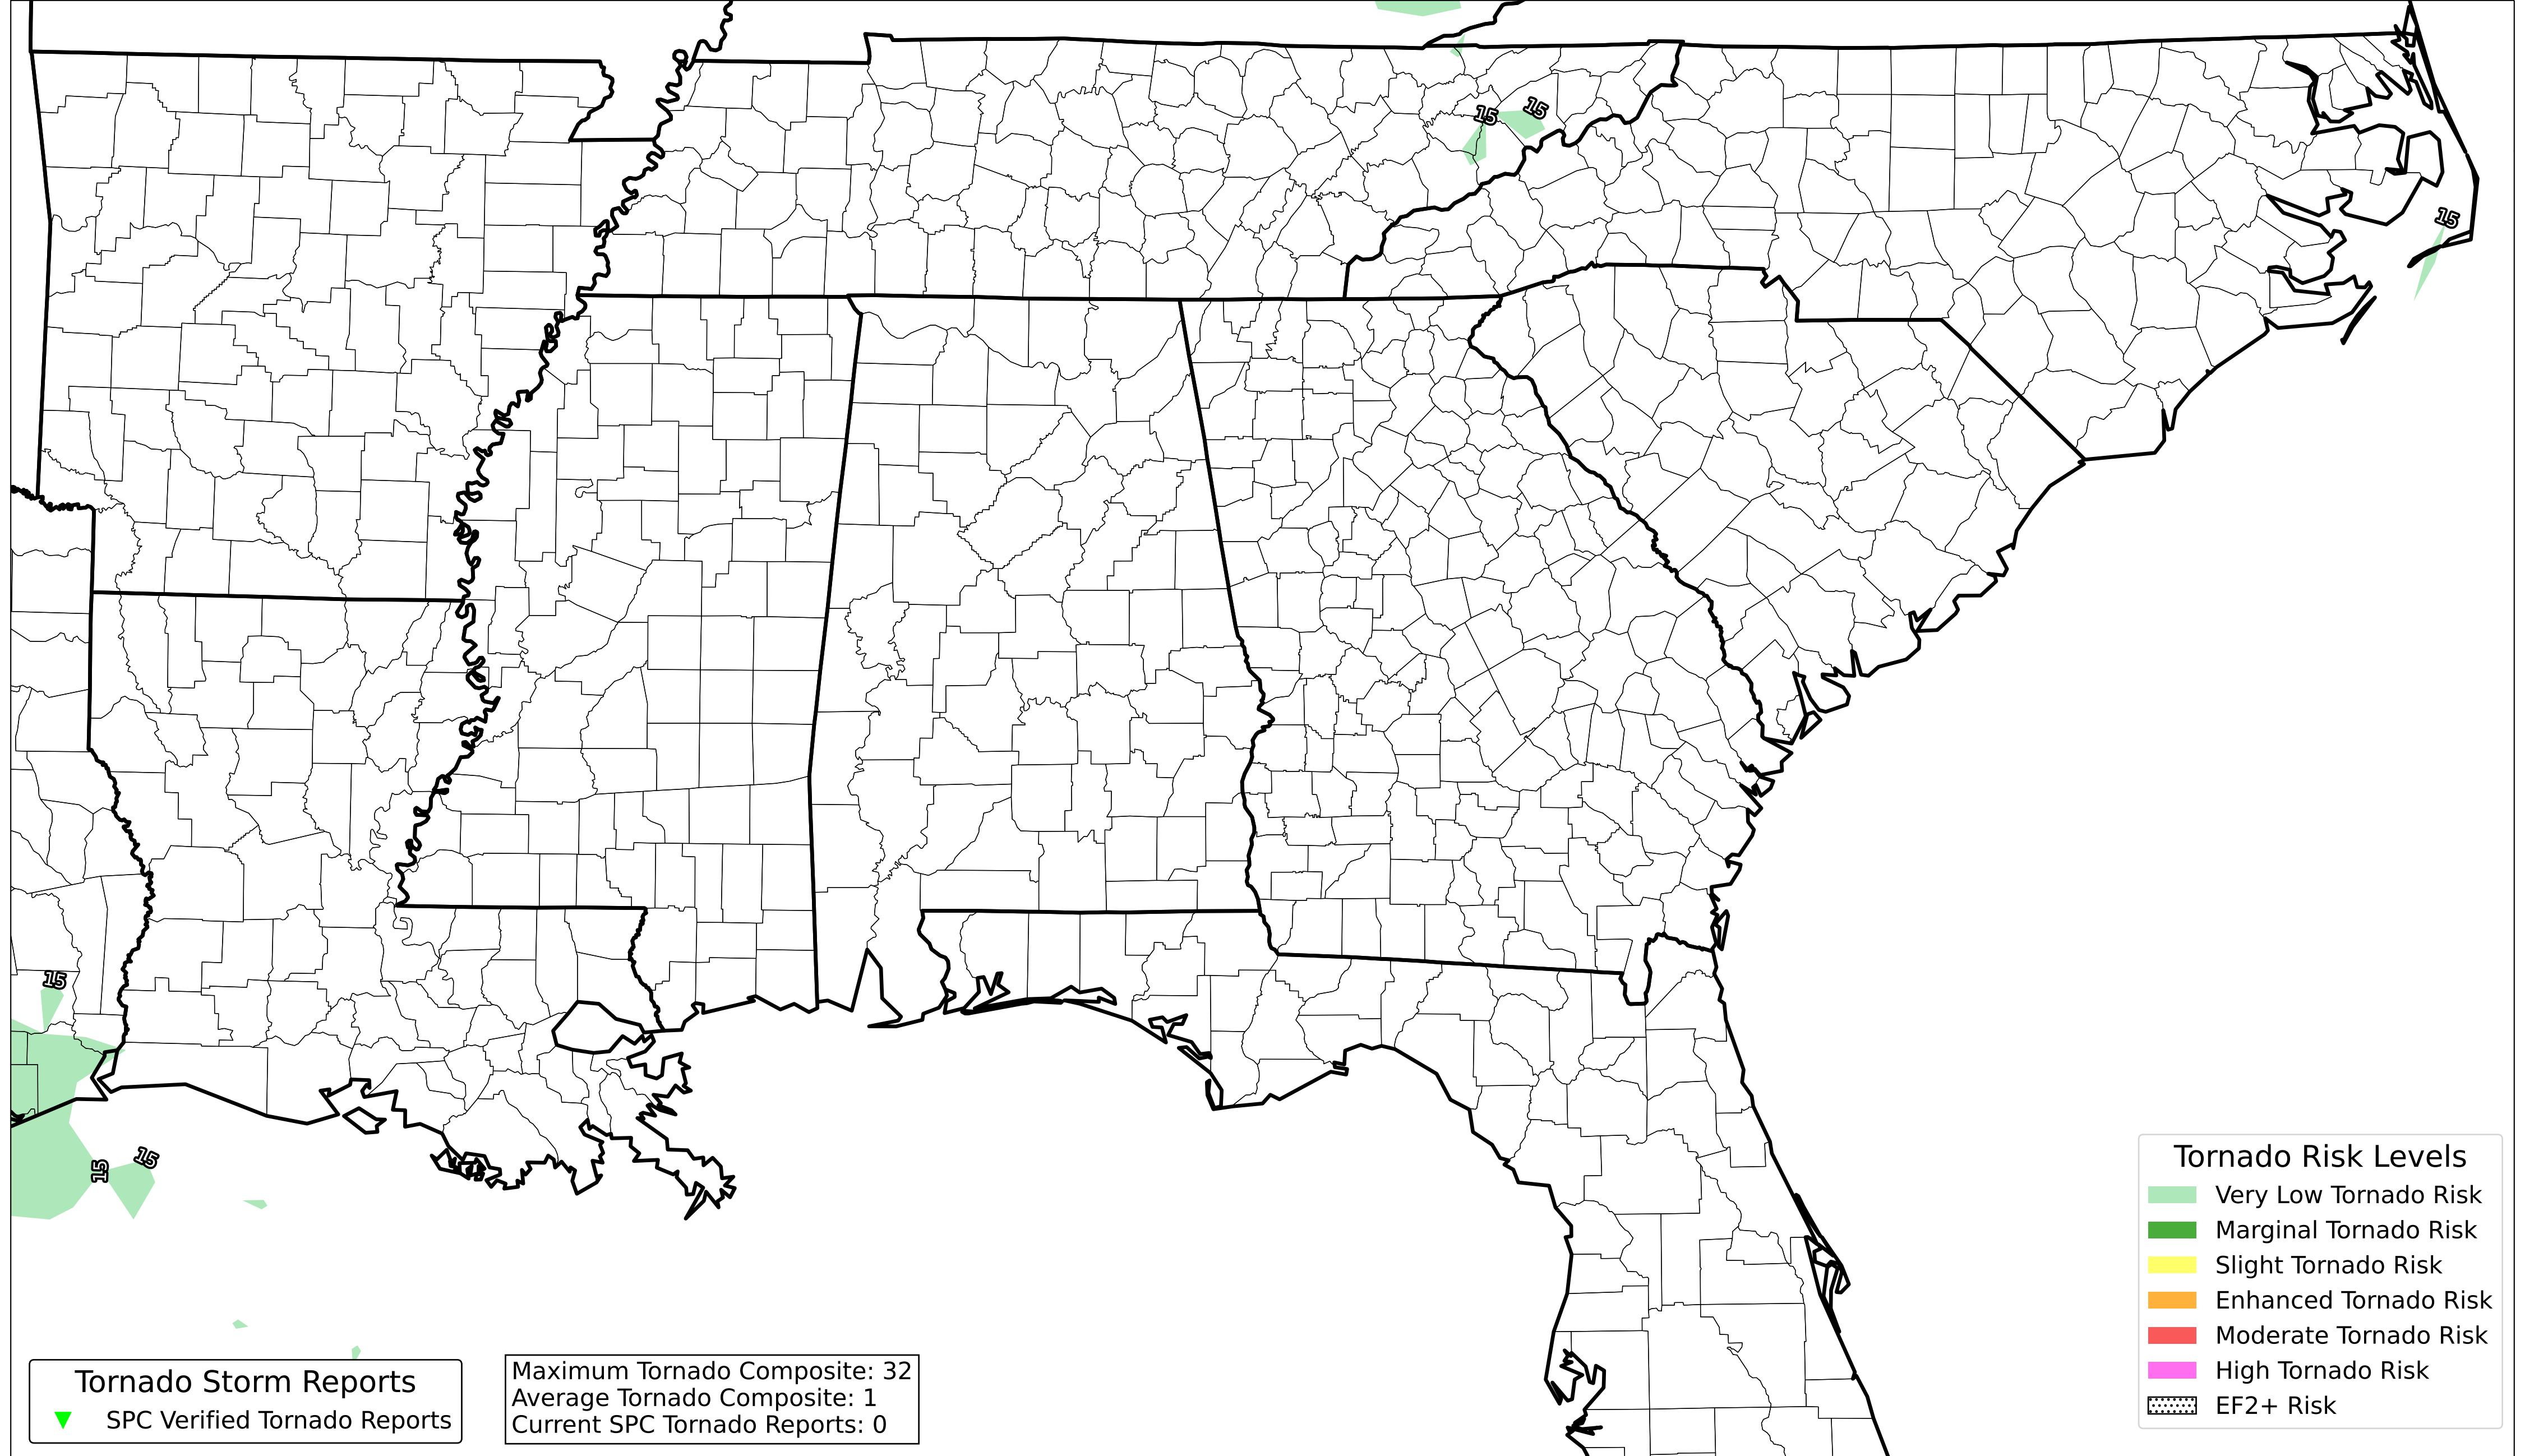 15
15
15
15
15
15
Tornado Storm Reports
SPC Verified Tornado Reports
Maximum Tornado Composite: 32
Average Tornado Composite: 1
Current SPC Tornado Reports: 0
Tornado Risk Levels
Very Low Tornado Risk
Marginal Tornado Risk
Slight Tornado Risk
Enhanced Tornado Risk
Moderate Tornado Risk
High Tornado Risk
EF2+ Risk